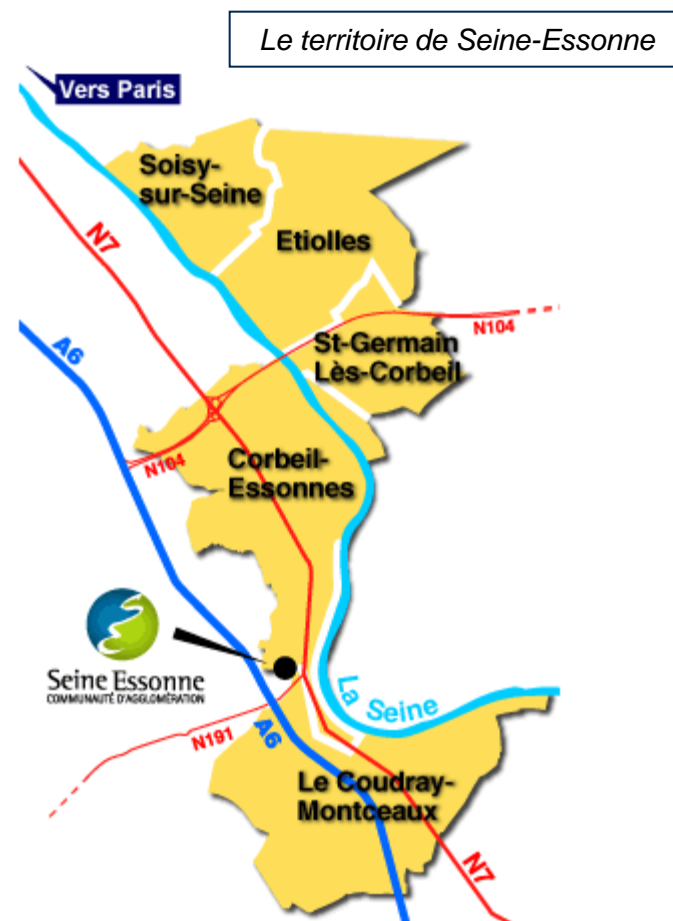 Le territoire de Seine-Essonne
Vers Paris
Soisy-
sur-Seine
N7
Etiolles
A6
St-Germain
Lès-Corbeil
N104
N104
Corbeil-
Essonnes
Seine Essonne
COMMUNAUTÉ D'AGGLOMÉRATION
La Seine
N191
A6
Le Coudray-
Montceaux
N7